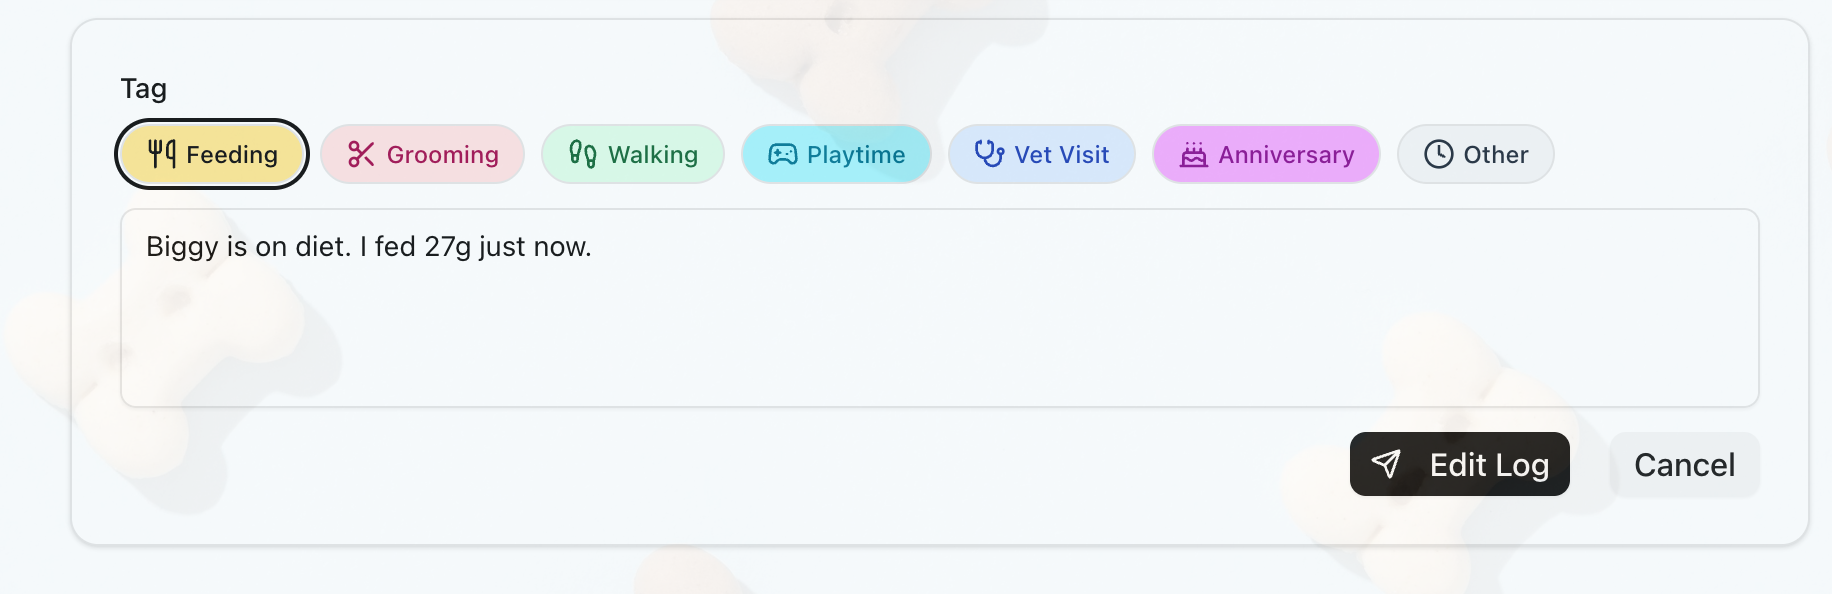 Tag
Feeding Grooming Walking Playtime Vet Visit Anniversary Other
Biggy is on diet. I fed 27g just now.
Edit Log Cancel